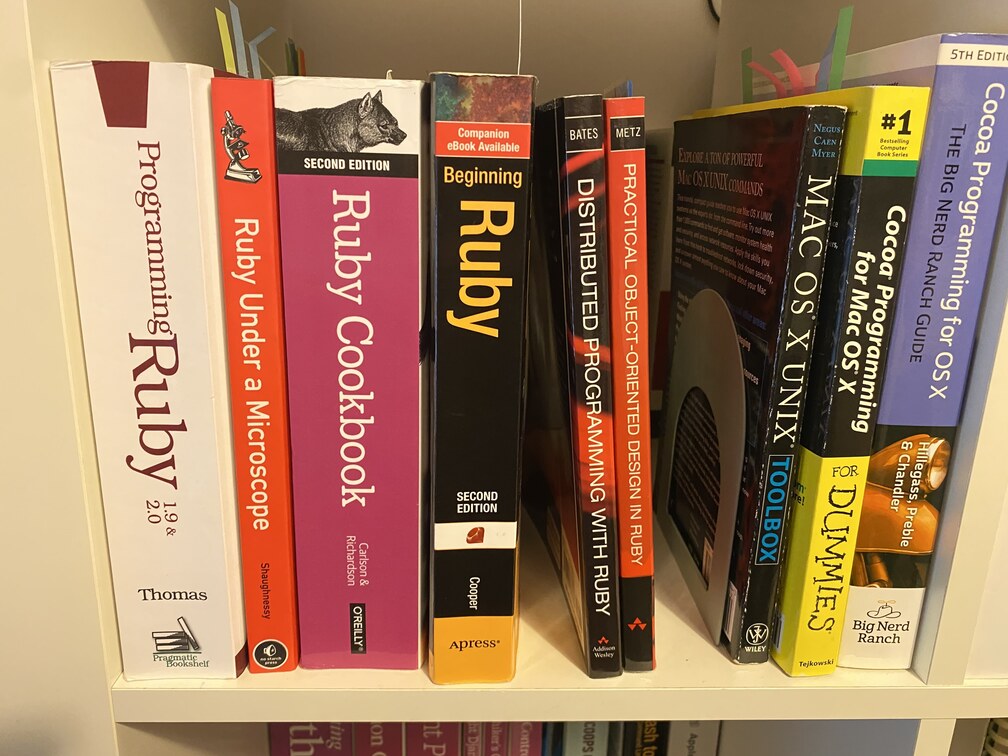 Programming
Ruby
1.9 &
2.0
Thomas
Pragmatic
Bookshelf
Ruby Under a Microscope
Shaughnessy
no starch
press
SECOND EDITION
Ruby Cookbook
Carlson &
Richardson
O'REILLY®
Companion
eBook Available
Beginning
Ruby
SECOND
EDITION
Cooper
Apress®
BATES
DISTRIBUTED PROGRAMMING WITH RUBY
Addison
Wesley
METZ
PRACTICAL OBJECT-ORIENTED DESIGN IN RUBY
EXPLORE A TON OF POWERFUL
MAC OS X UNIX COMMANDS
NEGUS
CAEN
MYER
MAC OS® X UNIX®
TOOLBOX
WILEY
#1
Bestselling
Computer
Book Series
Cocoa® Programming
for Mac® OS X
FOR
DUMMIES®
Tejkowski
5TH EDITI
Cocoa Programming for OS X
THE BIG NERD RANCH GUIDE
Hillegass, Preble
& Chandler
Big Nerd
Ranch